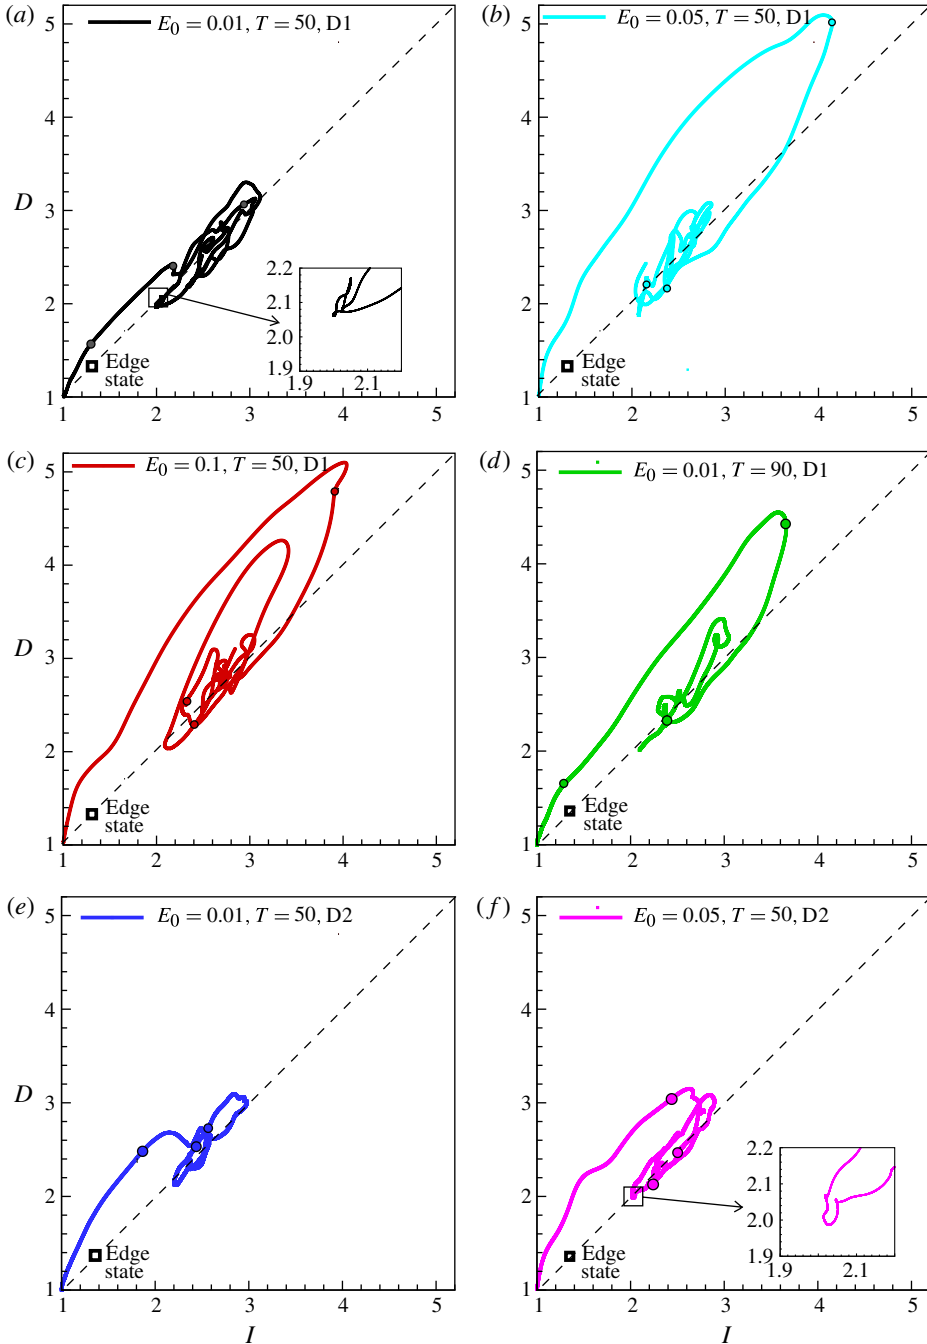 (a)
E0 = 0.01, T = 50, D1
5
4
3
2
1
D
2.2
2.1
2.0
1.9
1.9 2.1
Edge
state
1 2 3 4 5
(b)
E0 = 0.05, T = 50, D1
5
4
3
2
1
Edge
state
1 2 3 4 5
(c)
E0 = 0.1, T = 50, D1
5
4
3
2
1
D
Edge
state
1 2 3 4 5
(d)
E0 = 0.01, T = 90, D1
5
4
3
2
1
Edge
state
1 2 3 4 5
(e)
E0 = 0.01, T = 50, D2
5
4
3
2
1
D
Edge
state
1 2 3 4 5
I
(f)
E0 = 0.05, T = 50, D2
5
4
3
2
1
2.2
2.1
2.0
1.9
1.9 2.1
Edge
state
1 2 3 4 5
I